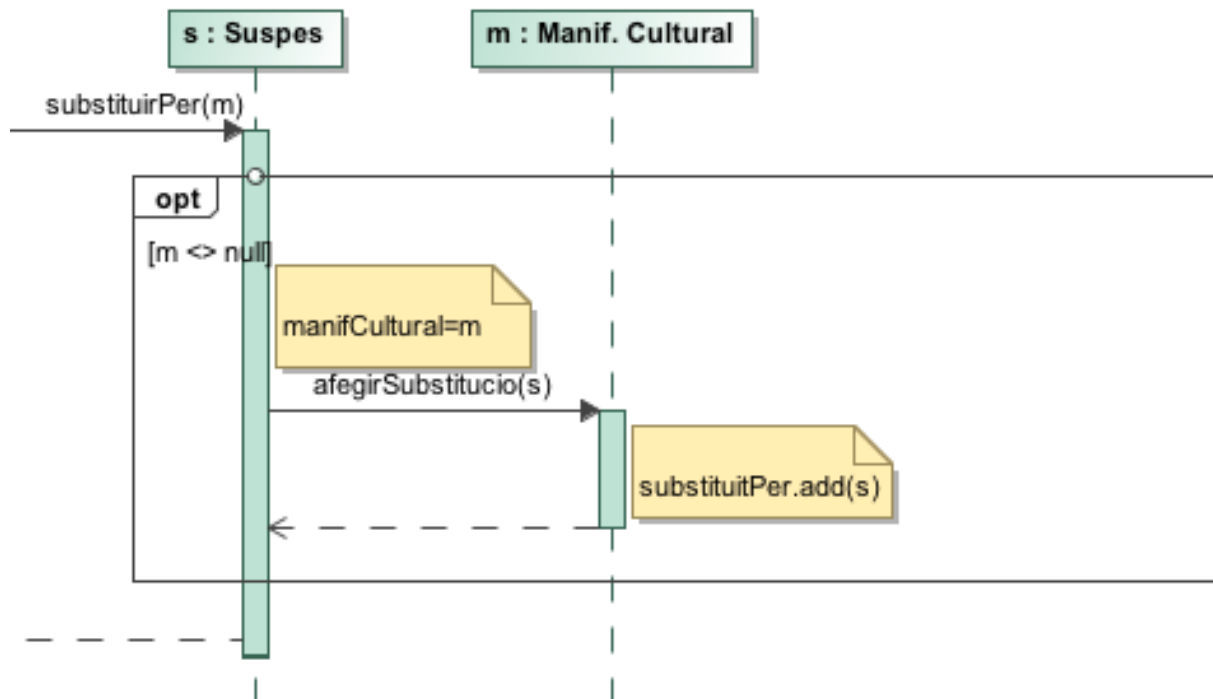 s : Suspes
m : Manif. Cultural
substituirPer(m)
opt
[m <> null]
manifCultural=m
afegirSubstitucio(s)
substituitPer.add(s)